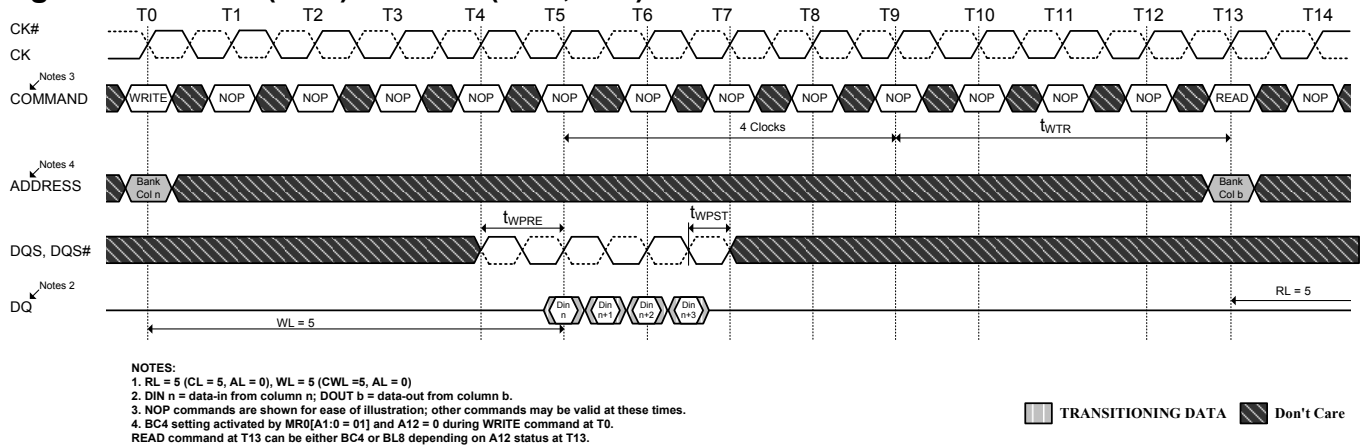 T0 T1 T2 T3 T4 T5 T6 T7 T8 T9 T10 T11 T12 T13 T14
CK#
CK
Notes 3
COMMAND WRITE NOP NOP NOP NOP NOP NOP NOP NOP NOP NOP NOP NOP READ NOP
4 Clocks tWTR
Notes 4
ADDRESS
Bank Col n
Bank Col b
tWPRE tWPST
DQS, DQS#
Notes 2
DQ
Din n
Din n+1
Din n+2
Din n+3
RL = 5
WL = 5
NOTES:
1. RL = 5 (CL = 5, AL = 0), WL = 5 (CWL =5, AL = 0)
2. DIN n = data-in from column n; DOUT b = data-out from column b.
3. NOP commands are shown for ease of illustration; other commands may be valid at these times.
4. BC4 setting activated by MR0[A1:0 = 01] and A12 = 0 during WRITE command at T0.
READ command at T13 can be either BC4 or BL8 depending on A12 status at T13.
TRANSITIONING DATA Don't Care